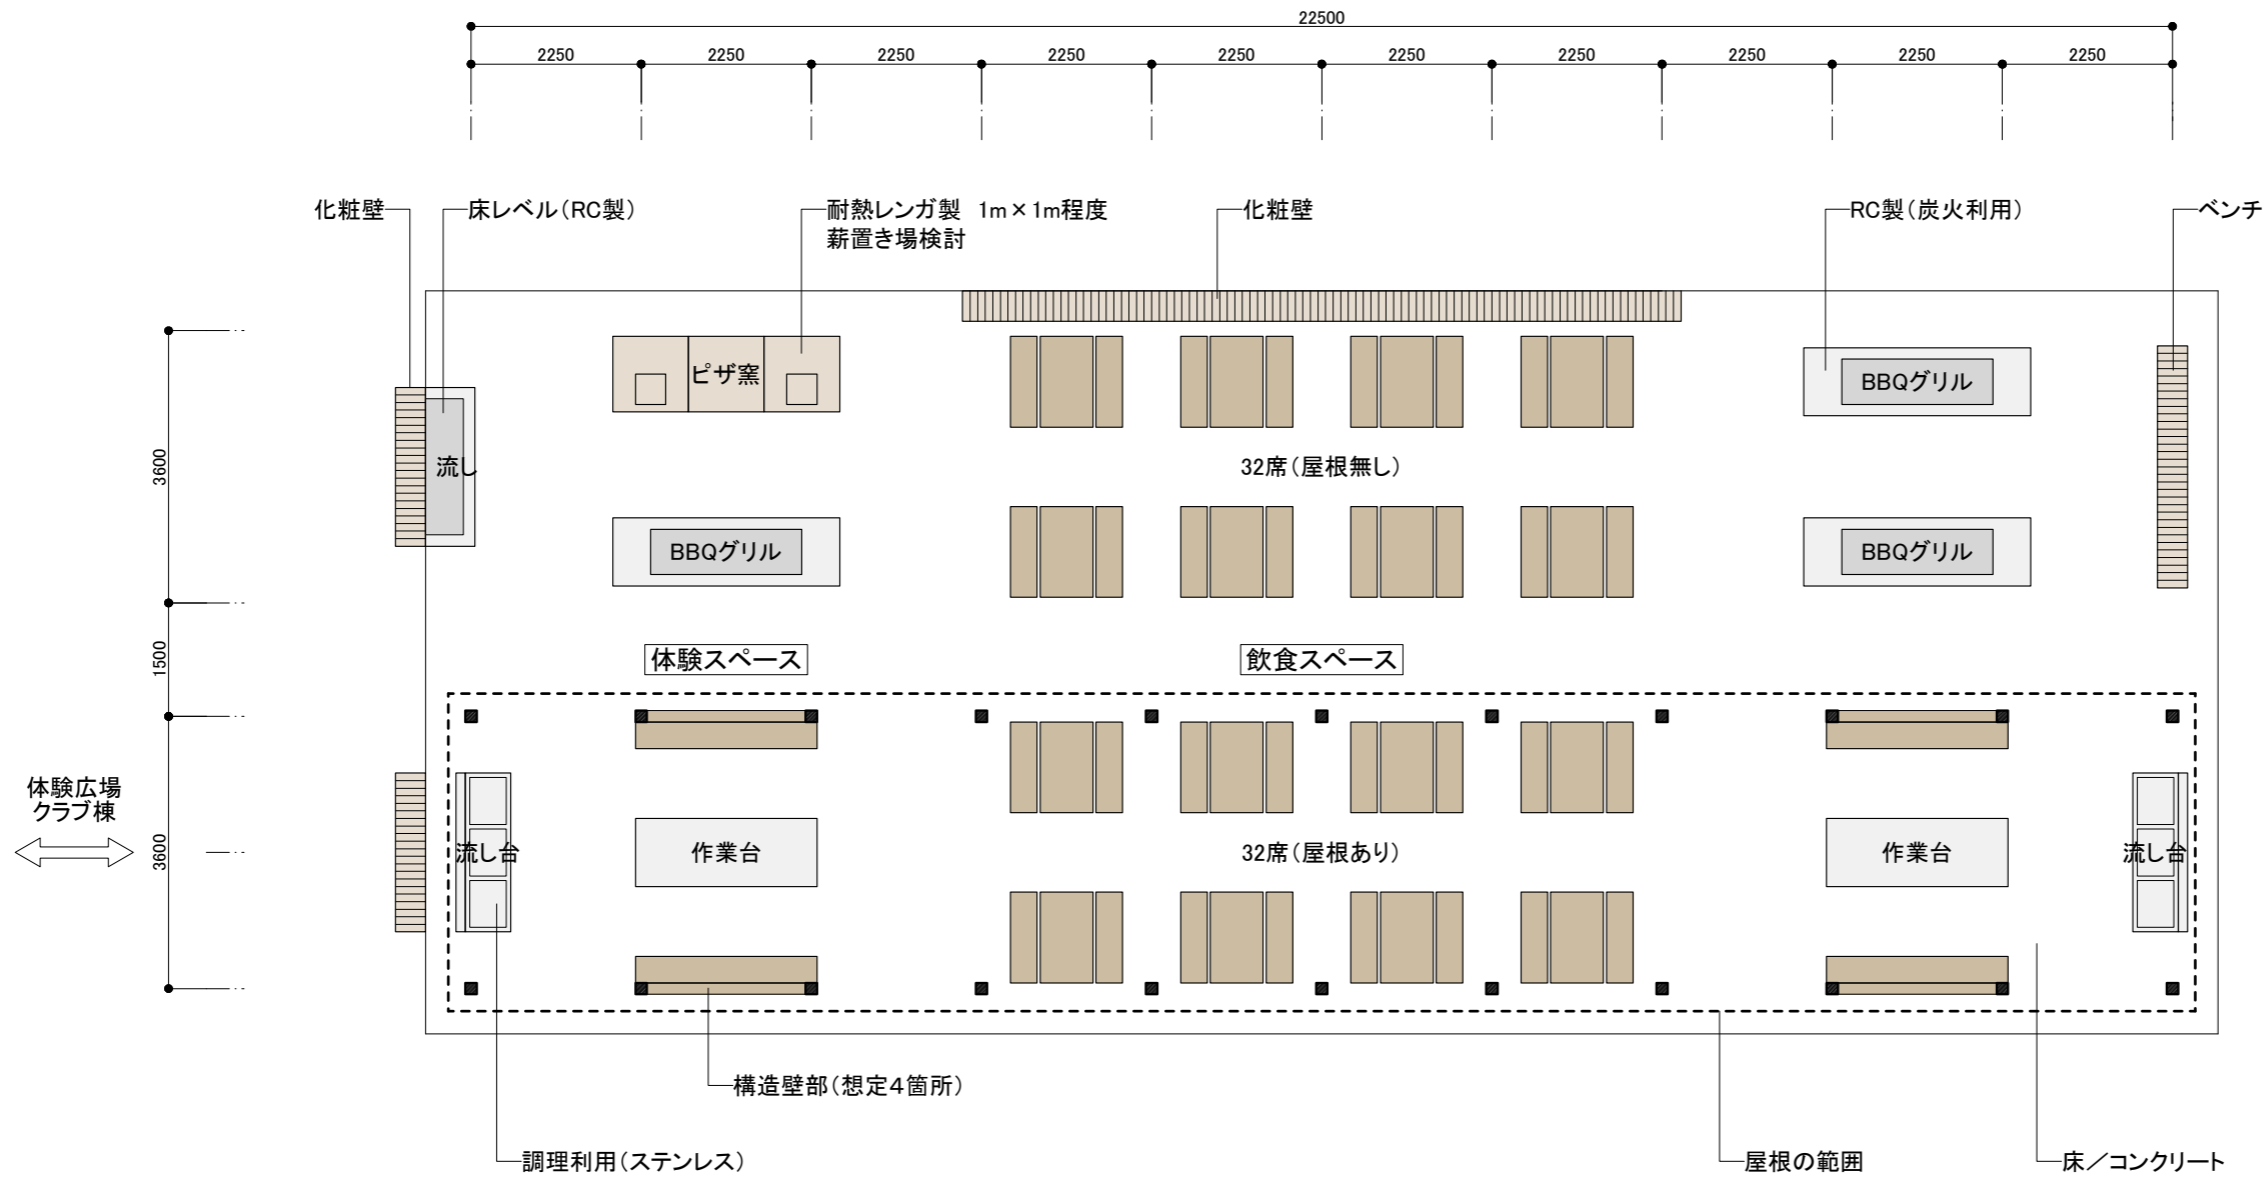 22500
2250 2250 2250 2250 2250 2250 2250 2250 2250 2250
化粧壁
床レベル（RC製）
耐熱レンガ製　1m×1m程度
薪置き場検討
化粧壁
RC製（炭火利用）
ベンチ
3600
1500
3600
ピザ窯
BBQグリル
流し
32席（屋根無し）
BBQグリル
BBQグリル
体験スペース
飲食スペース
体験広場
クラブ棟
流し台
作業台
32席（屋根あり）
作業台
流し台
構造壁部（想定４箇所）
調理利用（ステンレス）
屋根の範囲
床／コンクリート